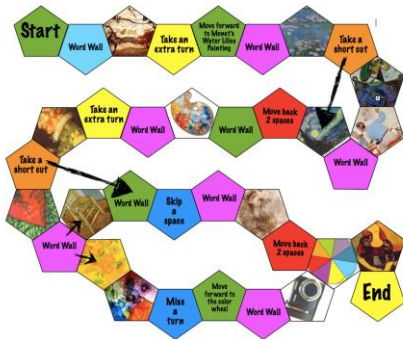 Start
Word Wall
Take an
extra turn
Move forward
to Monet's
Water Lilies
Painting
Word Wall
Take a
short cut
Take an
extra turn
Word Wall
Word Wall
Move back
2 spaces
Word Wall
Take a
short cut
Word Wall
Skip
a
space
Word Wall
Word Wall
Move back
2 spaces
Miss
a
turn
Move
forward
to the color
wheel
Word Wall
End